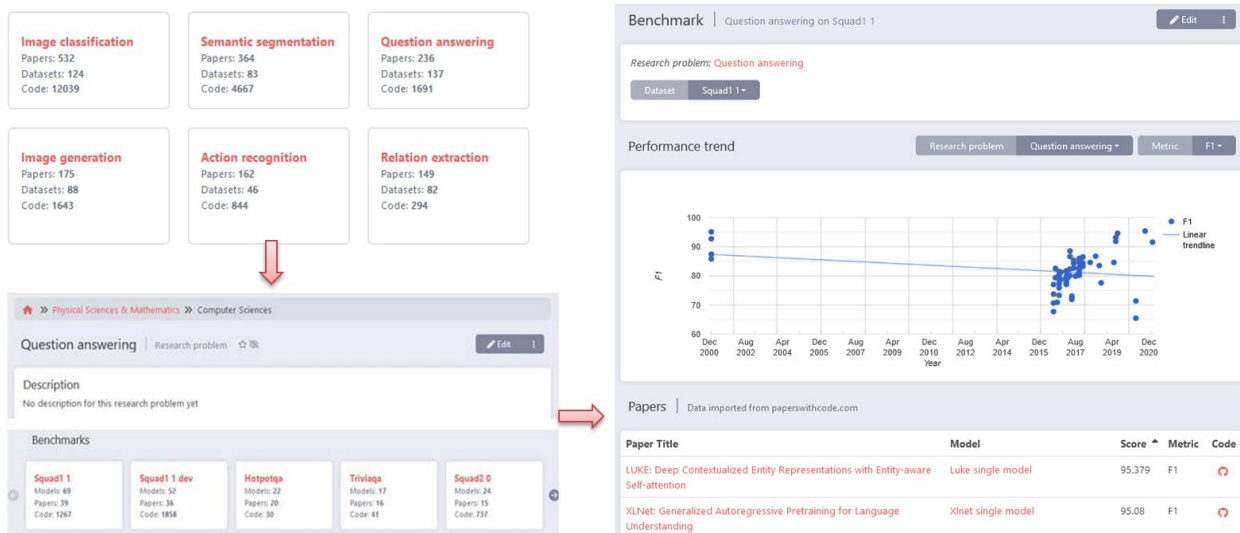 Image classification
Papers: 532
Datasets: 124
Code: 12039
Semantic segmentation
Papers: 364
Datasets: 83
Code: 4667
Question answering
Papers: 236
Datasets: 137
Code: 1691
Image generation
Papers: 175
Datasets: 88
Code: 1643
Action recognition
Papers: 162
Datasets: 46
Code: 844
Relation extraction
Papers: 149
Datasets: 82
Code: 294
» Physical Sciences & Mathematics » Computer Sciences
Question answering | Research problem
Edit
Description
No description for this research problem yet
Benchmarks
Squad1 1
Models: 69
Papers: 39
Code: 1267
Squad1 1 dev
Models: 52
Papers: 36
Code: 1858
Hotpotqa
Models: 22
Papers: 20
Code: 30
Triviaqa
Models: 17
Papers: 16
Code: 41
Squad2 0
Models: 24
Papers: 15
Code: 737
Benchmark | Question answering on Squad1 1
Edit
Research problem: Question answering
Dataset Squad1 1
Performance trend
Research problem Question answering Metric F1
100
90
80
70
60
F1
Dec 2000
Aug 2002
Apr 2004
Dec 2005
Aug 2007
Apr 2009
Dec 2010
Aug 2012
Apr 2014
Dec 2015
Aug 2017
Apr 2019
Dec 2020
Year
F1
Linear
trendline
Papers | Data imported from paperswithcode.com
Paper Title Model Score Metric Code
LUKE: Deep Contextualized Entity Representations with Entity-aware
Self-attention
Luke single model 95.379 F1
XLNet: Generalized Autoregressive Pretraining for Language
Understanding
Xlnet single model 95.08 F1